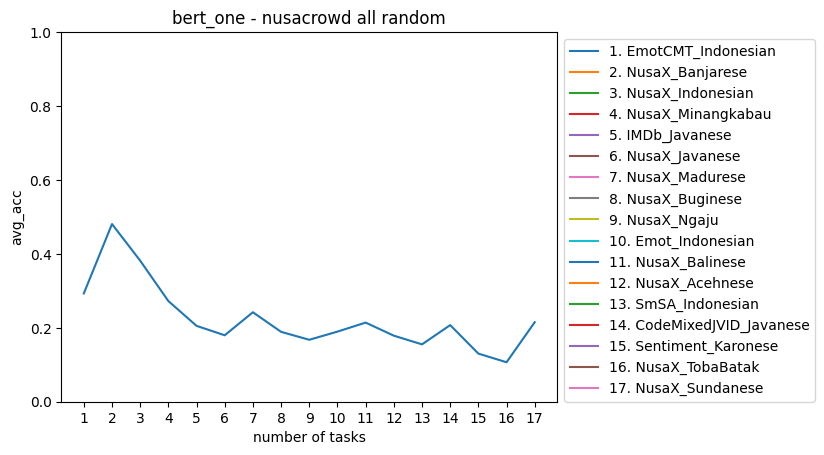 bert_one - nusacrowd all random
1.0
0.8
0.6
0.4
0.2
0.0
avg_acc
1 2 3 4 5 6 7 8 9 10 11 12 13 14 15 16 17
number of tasks
1. EmotCMT_Indonesian
2. NusaX_Banjarese
3. NusaX_Indonesian
4. NusaX_Minangkabau
5. IMDb_Javanese
6. NusaX_Javanese
7. NusaX_Madurese
8. NusaX_Buginese
9. NusaX_Ngaju
10. Emot_Indonesian
11. NusaX_Balinese
12. NusaX_Acehnese
13. SmSA_Indonesian
14. CodeMixedJVID_Javanese
15. Sentiment_Karonese
16. NusaX_TobaBatak
17. NusaX_Sundanese